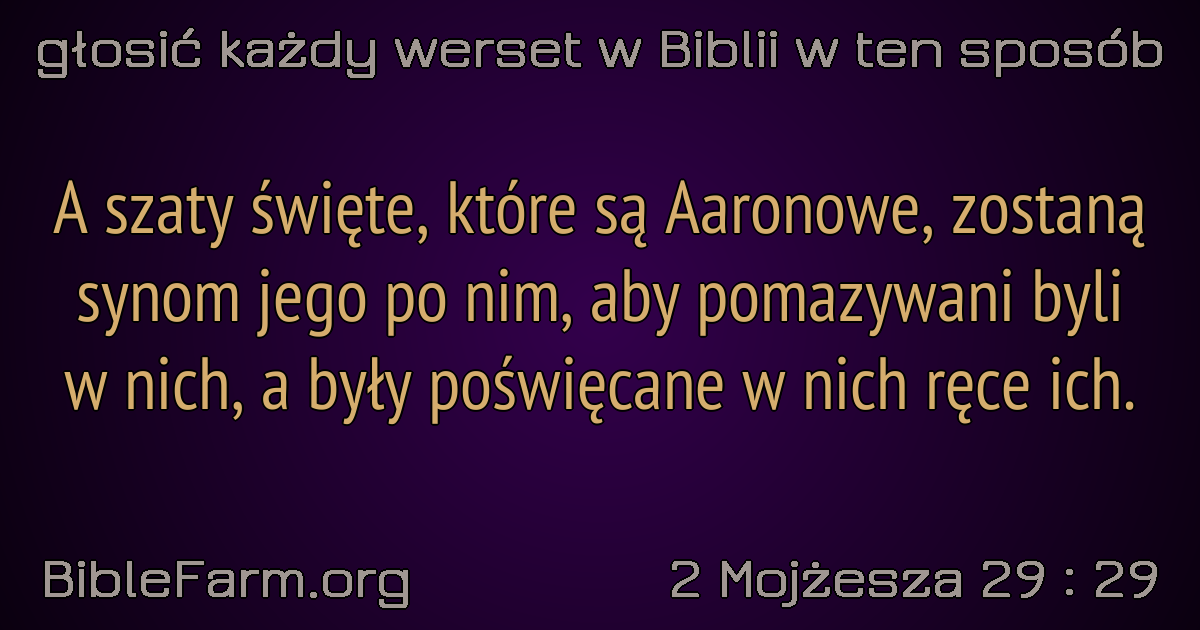 głosić każdy werset w Biblii w ten sposób
A szaty święte, które są Aaronowe, zostaną
synom jego po nim, aby pomazywani byli
w nich, a były poświęcane w nich ręce ich.
BibleFarm.org
2 Mojżesza 29 : 29